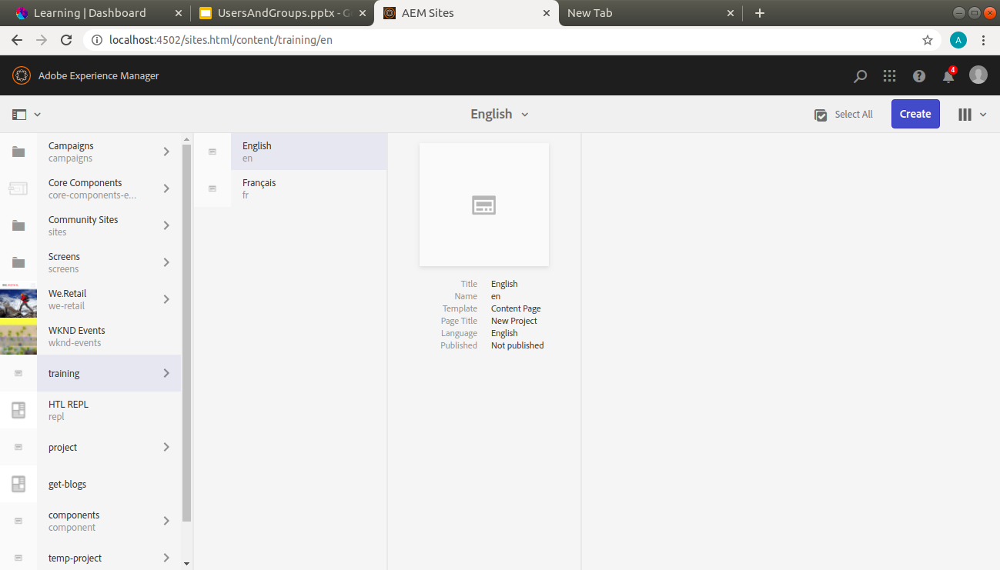 Learning | Dashboard
UsersAndGroups.pptx - G
AEM Sites
New Tab
localhost:4502/sites.html/content/training/en
A
Adobe Experience Manager
4
English
Select All
Create
Campaigns
campaigns
Core Components
core-components-e...
Community Sites
sites
Screens
screens
We.Retail
we-retail
WKND Events
wknd-events
training
HTL REPL
repl
project
get-blogs
components
component
temp-project
English
en
Français
fr
Title English
Name en
Template Content Page
Page Title New Project
Language English
Published Not published